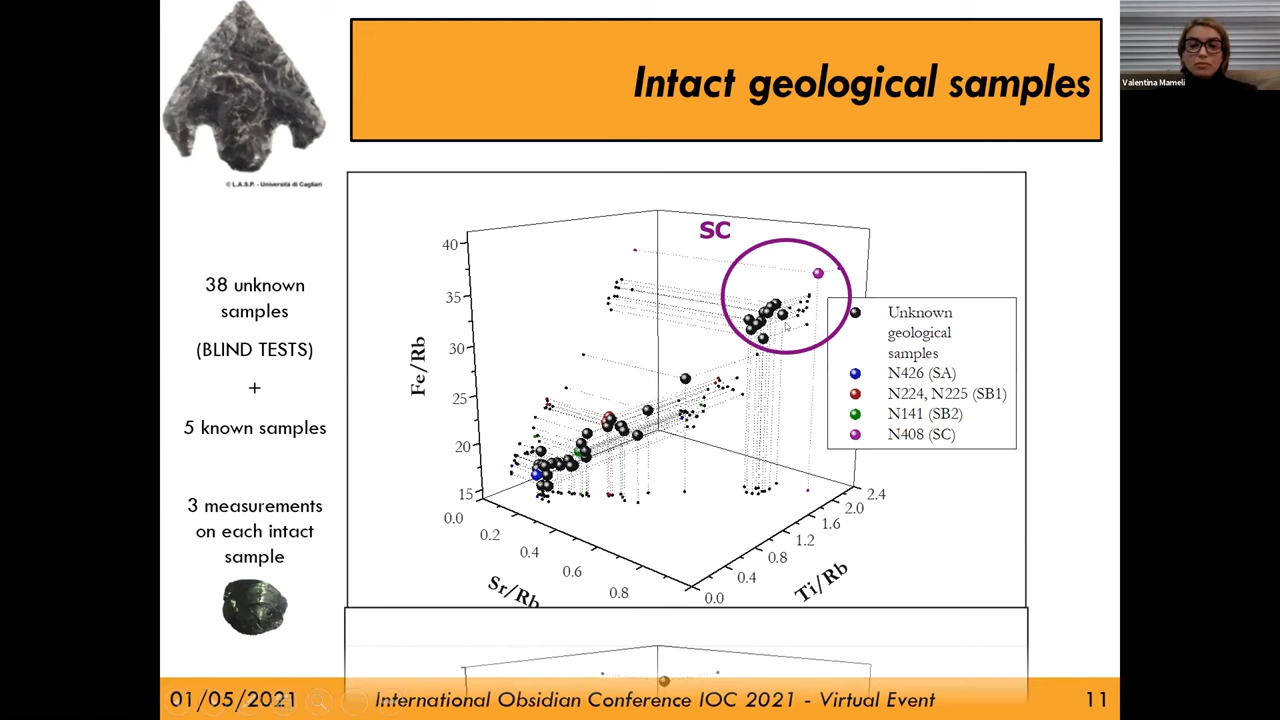 Intact geological samples
Valentina Mameli
© L.A.S.P. - Università di Cagliari
38 unknown
samples
(BLIND TESTS)
+
5 known samples
3 measurements
on each intact
sample
SC
40
35
30
25
20
15
Fe/Rb
0.0
0.2
0.4
0.6
0.8
Sr/Rb
0.0
0.4
0.8
1.2
1.6
2.0
2.4
Ti/Rb
Unknown
geological
samples
N426 (SA)
N224, N225 (SB1)
N141 (SB2)
N408 (SC)
01/05/2021
International Obsidian Conference IOC 2021 - Virtual Event
11